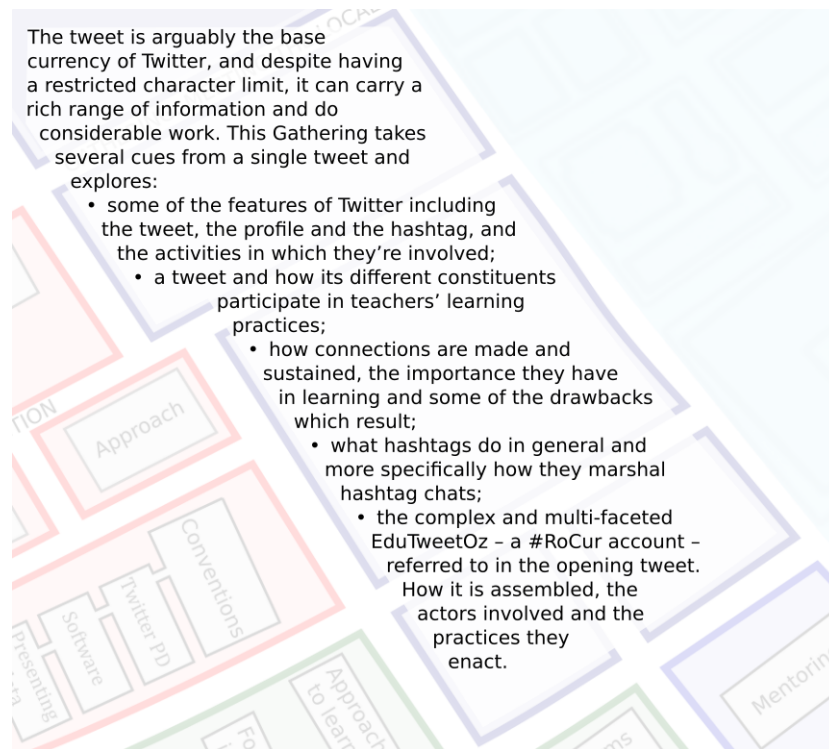 LOCAL
The tweet is arguably the base
currency of Twitter, and despite having
a restricted character limit, it can carry a
rich range of information and do
considerable work. This Gathering takes
several cues from a single tweet and
explores:
• some of the features of Twitter including
the tweet, the profile and the hashtag, and
the activities in which they’re involved;
• a tweet and how its different constituents
participate in teachers’ learning
practices;
• how connections are made and
sustained, the importance they have
in learning and some of the drawbacks
which result;
• what hashtags do in general and
more specifically how they marshal
hashtag chats;
• the complex and multi-faceted
EduTweetOz – a #RoCur account –
referred to in the opening tweet.
How it is assembled, the
actors involved and the
practices they
enact.
TION
Approach
Conventions
Twitter PD
Software
Presenting
Approach
to learn
Mentoring